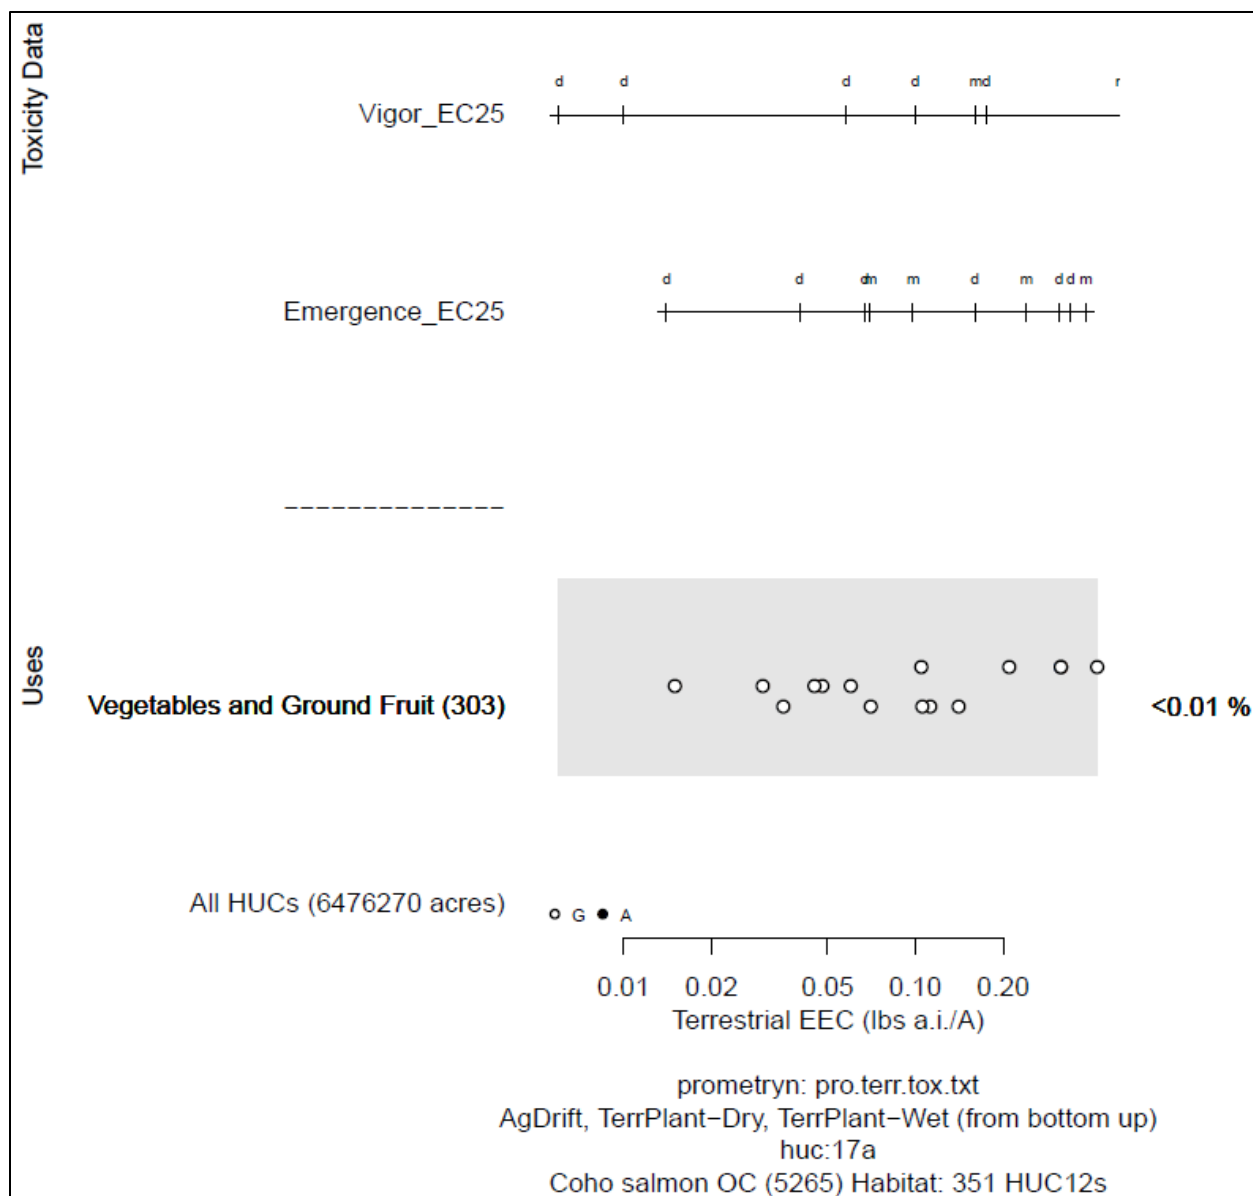 Toxicity Data
d d d d m d r
Vigor_EC25
d d d m m d m d d m
Emergence_EC25
--------------
Uses
Vegetables and Ground Fruit (303) <0.01 %
All HUCs (6476270 acres)
G A
0.01 0.02 0.05 0.10 0.20
Terrestrial EEC (lbs a.i./A)
prometryn: pro.terr.tox.txt
AgDrift, TerrPlant−Dry, TerrPlant−Wet (from bottom up)
huc:17a
Coho salmon OC (5265) Habitat: 351 HUC12s